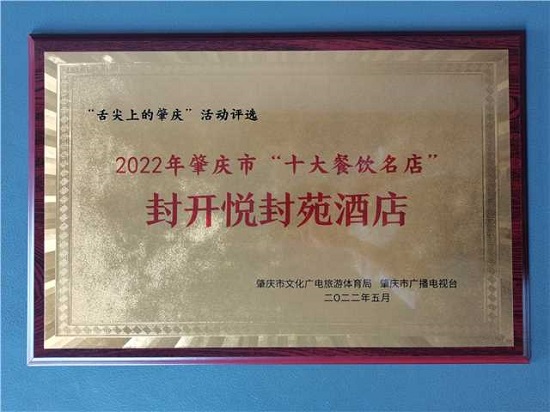 “舌尖上的肇庆”活动评选
2022年肇庆市“十大餐饮名店”
封开悦封苑酒店
肇庆市文化广电旅游体育局 肇庆市广播电视台
二〇二二年五月